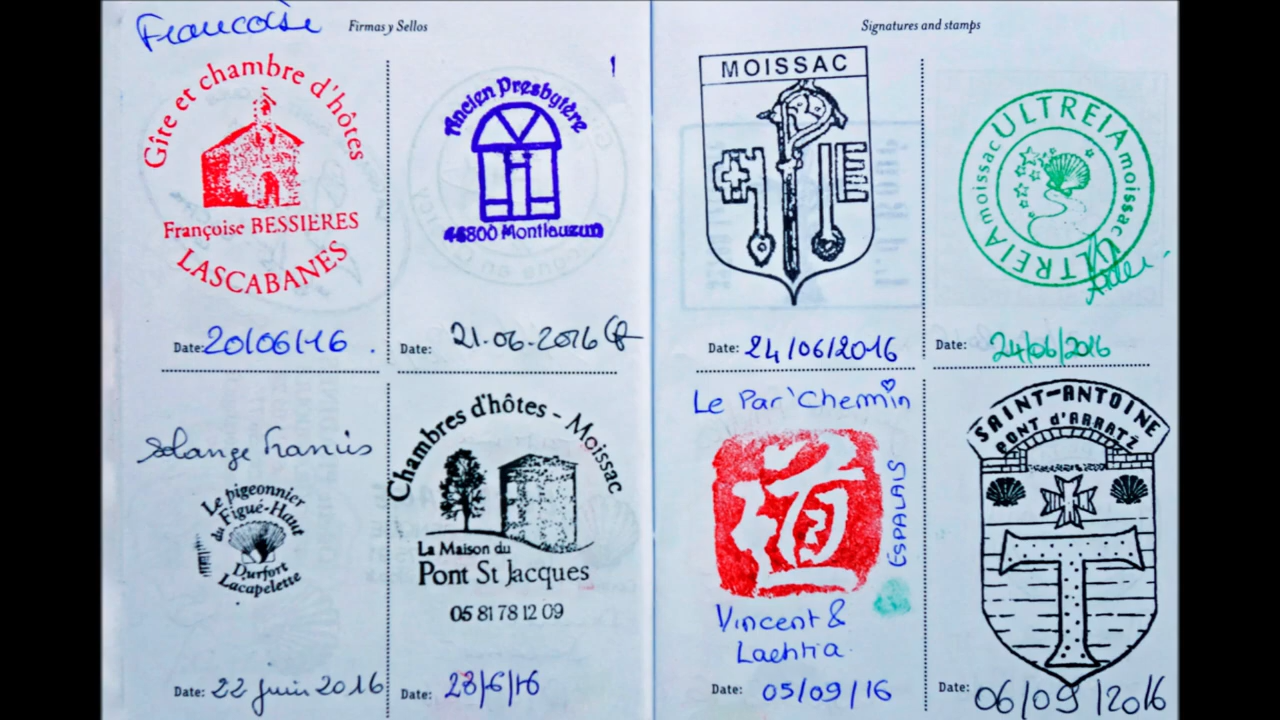 Françoise
Firmas y Sellos
Gîte et chambre d'hôtes
Françoise BESSIERES
LASCABANES
Date: 20/06/16.
Ancien Presbytère
46800 Montlauzun
Date: 21.06.2016
Solange Francis
Le pigeonnier
du Figué-Haut
Durfort
Lacapelette
Date: 22 juin 2016
Chambres d'hôtes - Moissac
La Maison du
Pont St Jacques
05 81 78 12 09
Date: 23/6/16
Signatures and stamps
MOISSAC
Date: 24/06/2016
ULTREIA moissac ULTREIA moissac
Date: 24/06/2016
Le Par'Chemin
道
ESPALAIS
Vincent &
Laehtia
Date: 05/09/16
SAINT-ANTOINE
PONT d'ARRATZ
Date: 06/09/2016